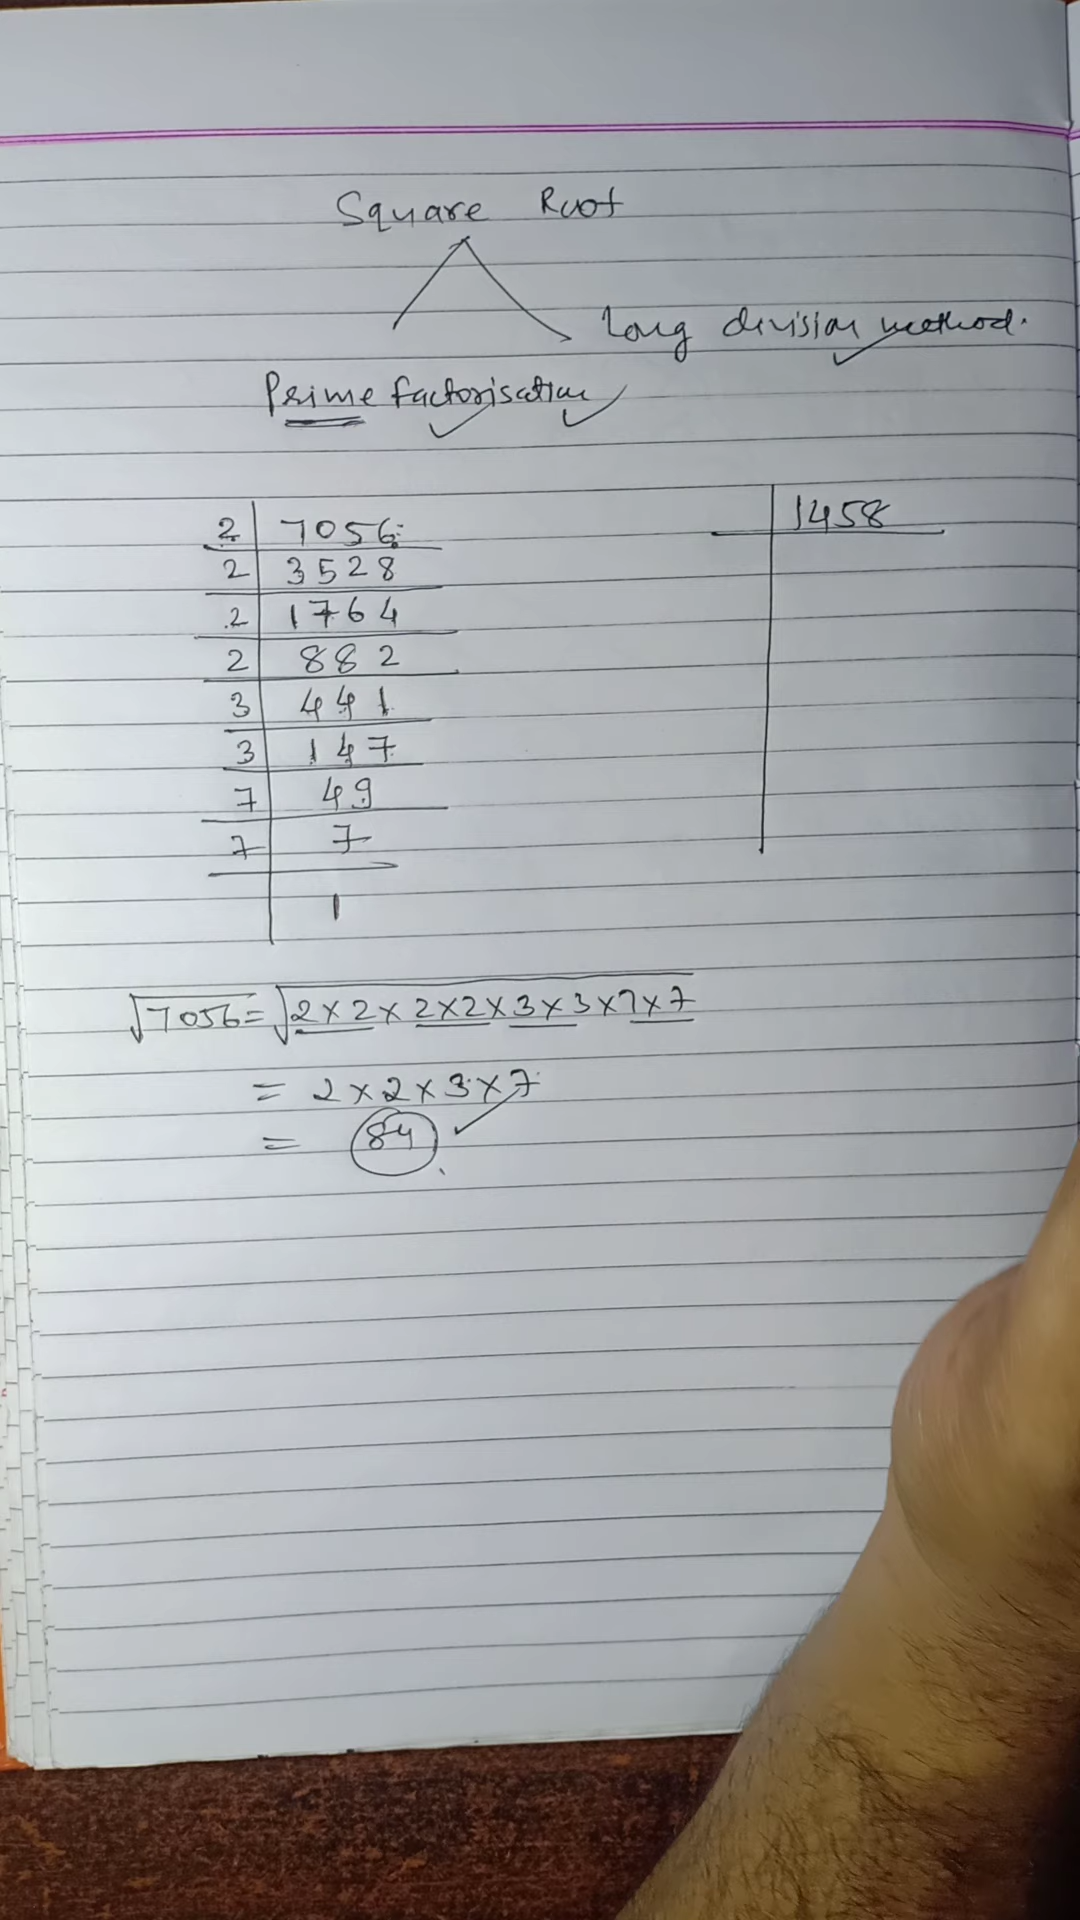 Square Root
Long division method.
Prime factorisation
2 | 7056
2 | 3528
2 | 1764
2 | 882
3 | 441
3 | 147
7 | 49
7 | 7
1
1458
√7056 = √2×2×2×2×3×3×7×7
= 2×2×3×7
= 84